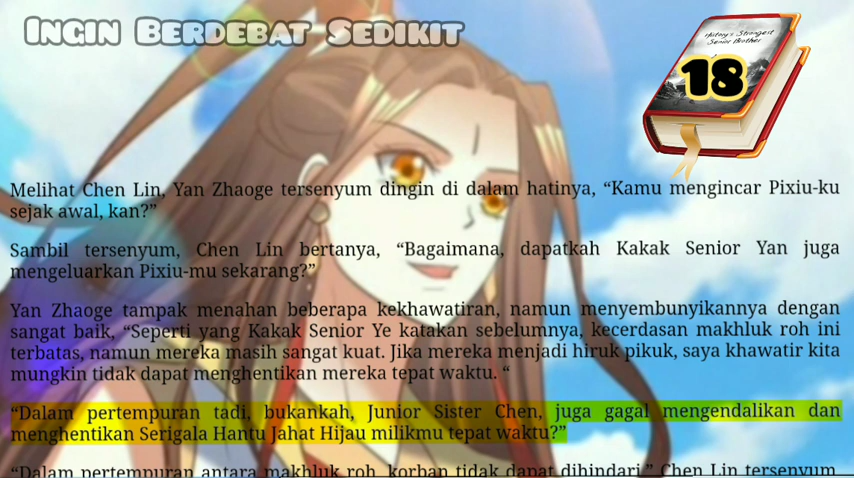 Ingin Berdebat Sedikit
History's Strongest
Senior Brother
18
Melihat Chen Lin, Yan Zhaoge tersenyum dingin di dalam hatinya, “Kamu mengincar Pixiu-ku
sejak awal, kan?”
Sambil tersenyum, Chen Lin bertanya, “Bagaimana, dapatkah Kakak Senior Yan juga
mengeluarkan Pixiu-mu sekarang?”
Yan Zhaoge tampak menahan beberapa kekhawatiran, namun menyembunyikannya dengan
sangat baik, “Seperti yang Kakak Senior Ye katakan sebelumnya, kecerdasan makhluk roh ini
terbatas, namun mereka masih sangat kuat. Jika mereka menjadi hiruk pikuk, saya khawatir kita
mungkin tidak dapat menghentikan mereka tepat waktu. “
“Dalam pertempuran tadi, bukankah, Junior Sister Chen, juga gagal mengendalikan dan
menghentikan Serigala Hantu Jahat Hijau milikmu tepat waktu?”
“Dalam pertempuran antara makhluk roh, korban tidak dapat dihindari,” Chen Lin tersenyum,